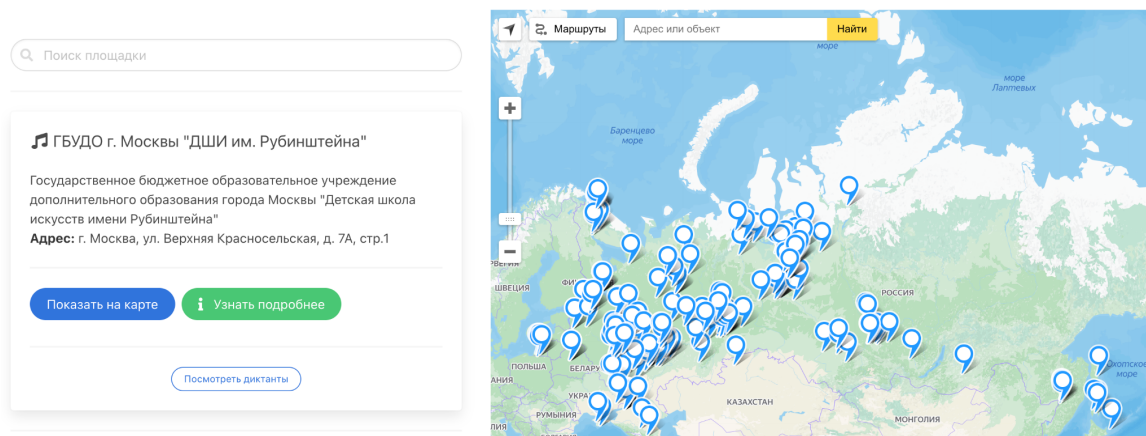 Поиск площадки
ГБУДО г. Москвы "ДШИ им. Рубинштейна"
Государственное бюджетное образовательное учреждение
дополнительного образования города Москвы "Детская школа
искусств имени Рубинштейна"
Адрес: г. Москва, ул. Верхняя Красносельская, д. 7А, стр.1
Показать на карте
Узнать подробнее
Посмотреть диктанты
Маршруты
Адрес или объект
Найти
море
море
Лаптевых
Баренцево
море
ШВЕЦИЯ
РОССИЯ
ПОЛЬША
КАЗАХСТАН
РУМЫНИЯ
МОНГОЛИЯ
море